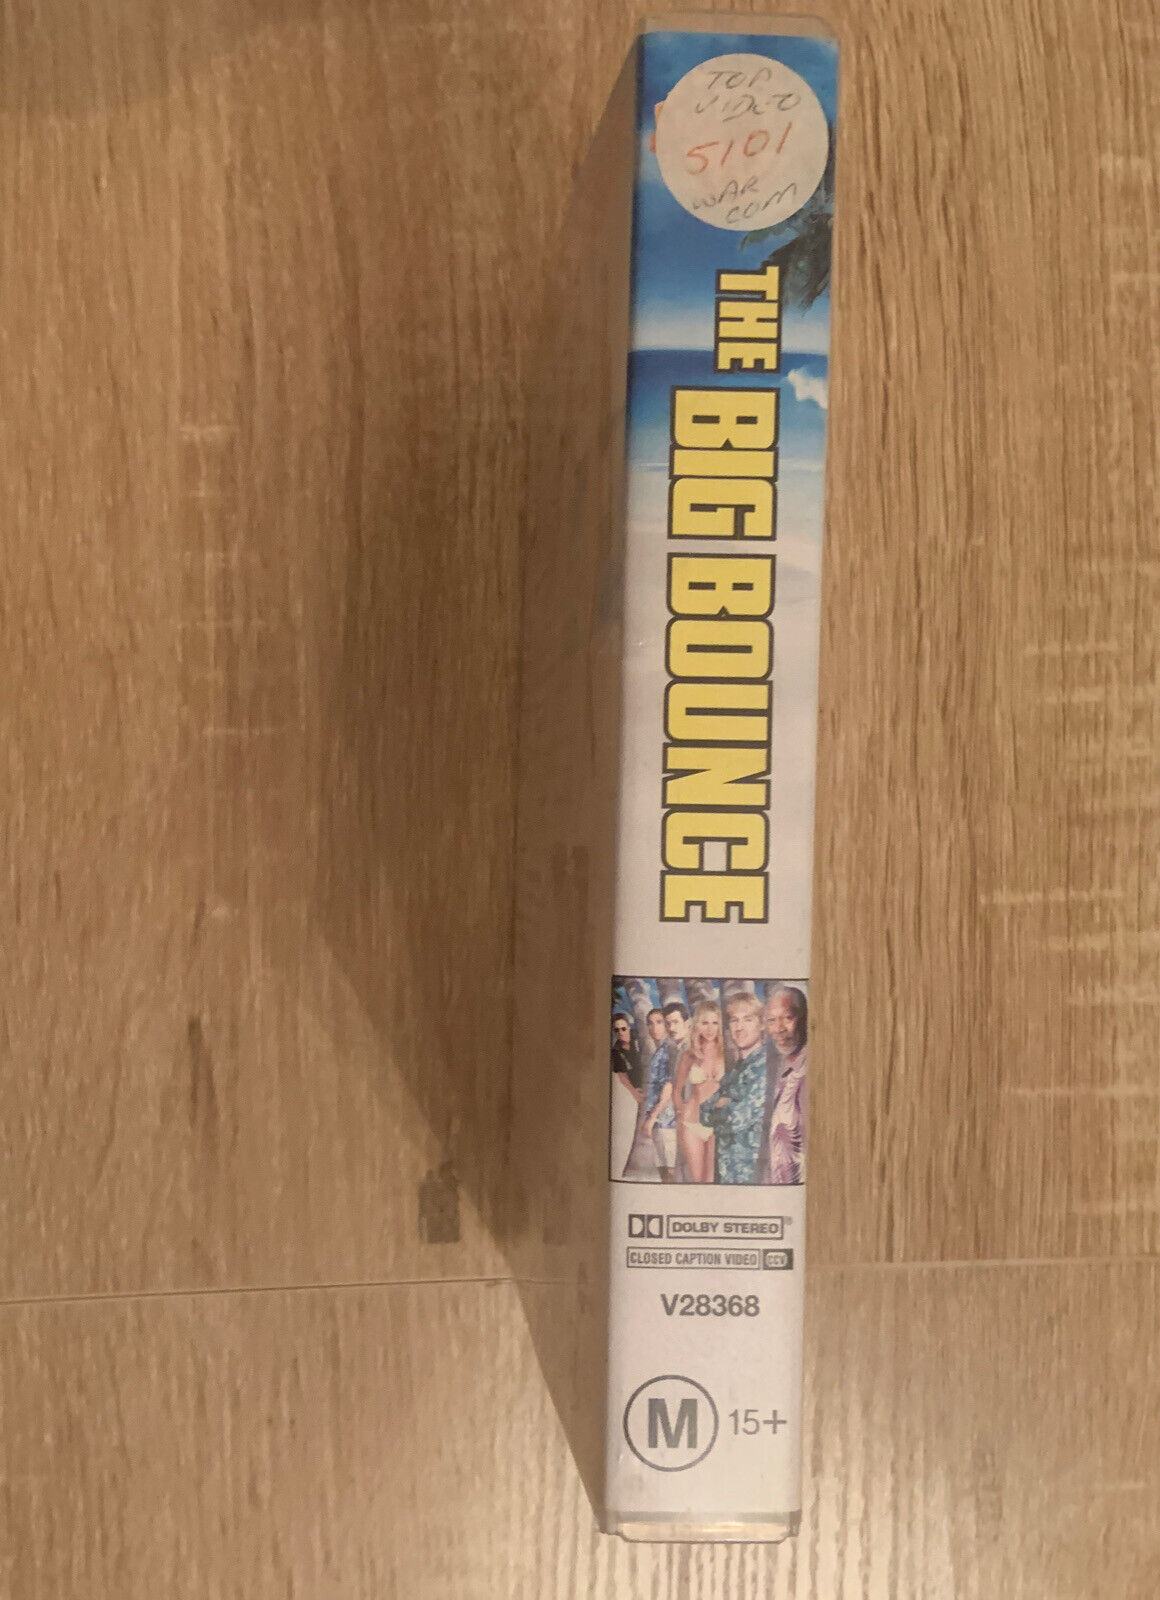 TOP
VIDEO
5101
WAR
COM
THE BIG BOUNCE
DOLBY STEREO®
CLOSED CAPTION VIDEO CCV
V28368
M 15+